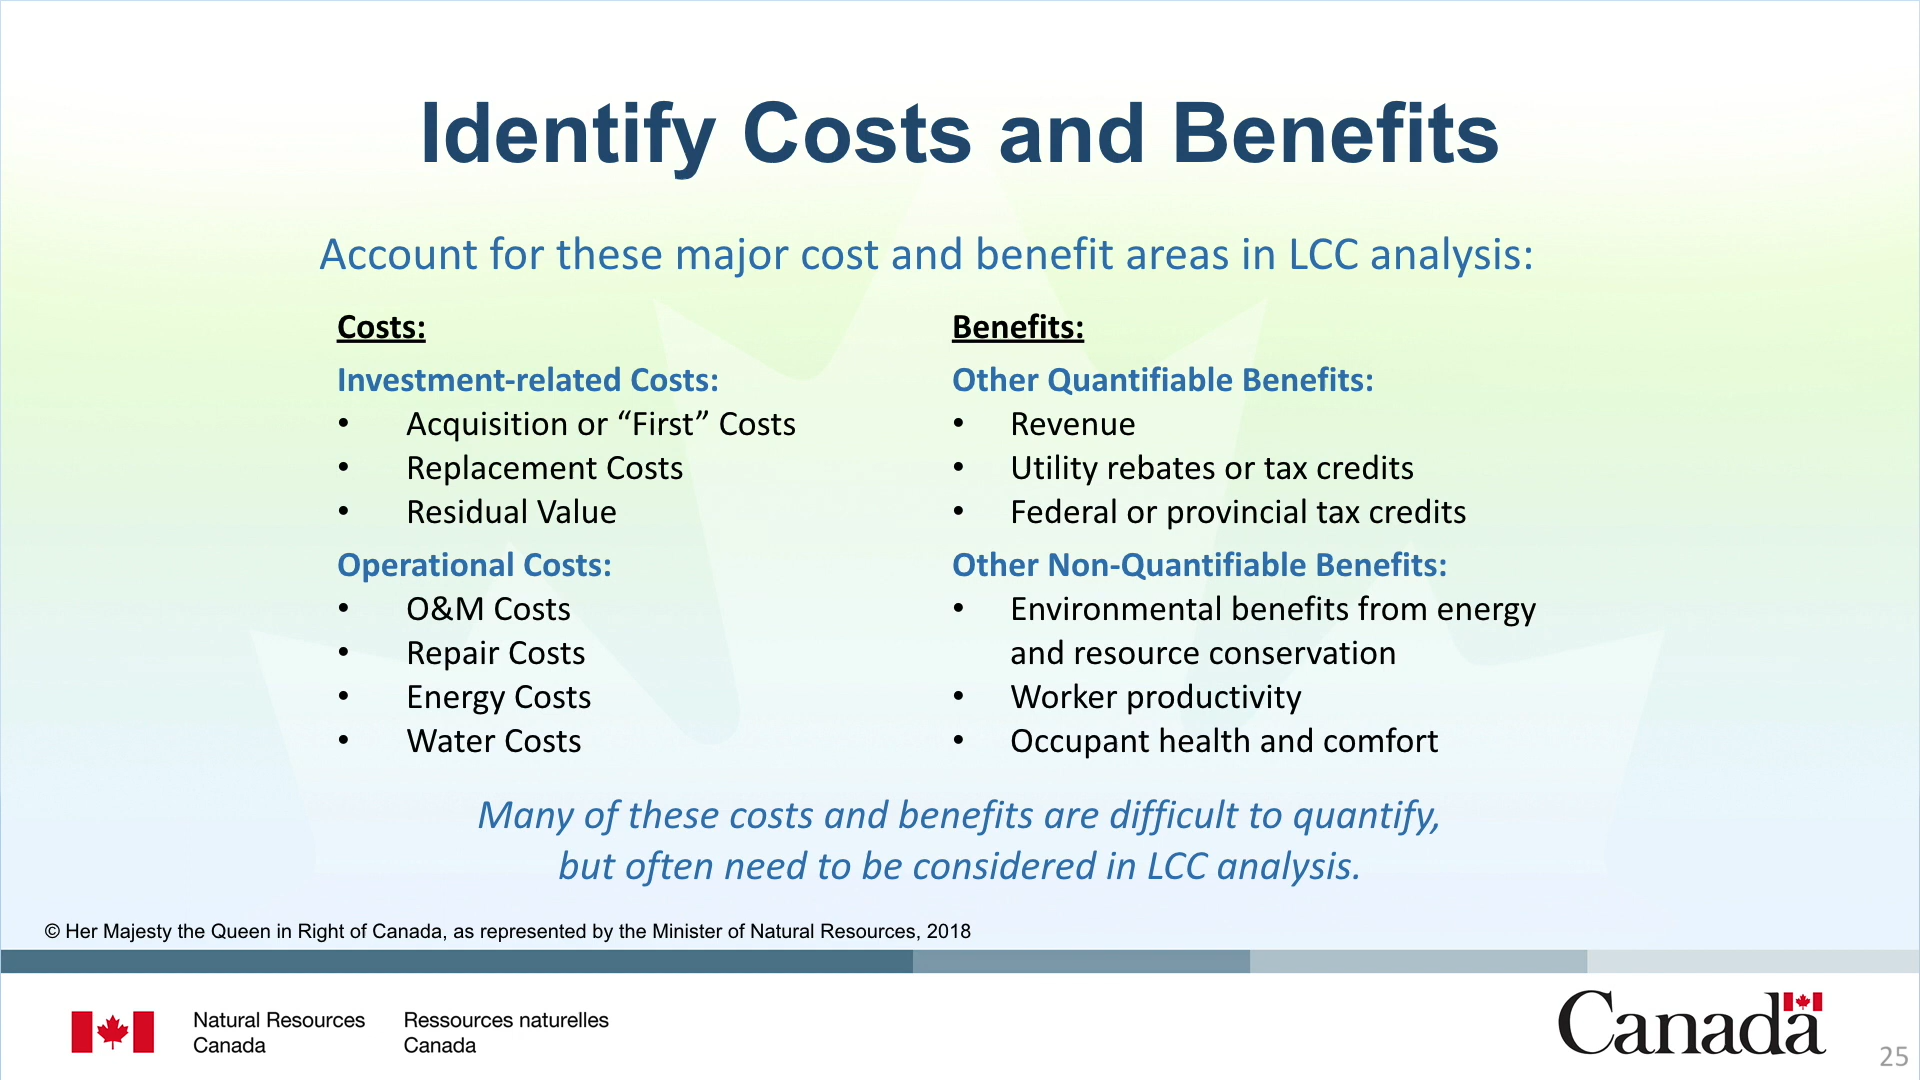 Identify Costs and Benefits
Account for these major cost and benefit areas in LCC analysis:
Costs:
Investment-related Costs:
• Acquisition or “First” Costs
• Replacement Costs
• Residual Value
Operational Costs:
• O&M Costs
• Repair Costs
• Energy Costs
• Water Costs
Benefits:
Other Quantifiable Benefits:
• Revenue
• Utility rebates or tax credits
• Federal or provincial tax credits
Other Non-Quantifiable Benefits:
• Environmental benefits from energy
and resource conservation
• Worker productivity
• Occupant health and comfort
Many of these costs and benefits are difficult to quantify,
but often need to be considered in LCC analysis.
© Her Majesty the Queen in Right of Canada, as represented by the Minister of Natural Resources, 2018
Natural Resources
Canada
Ressources naturelles
Canada
Canada
25